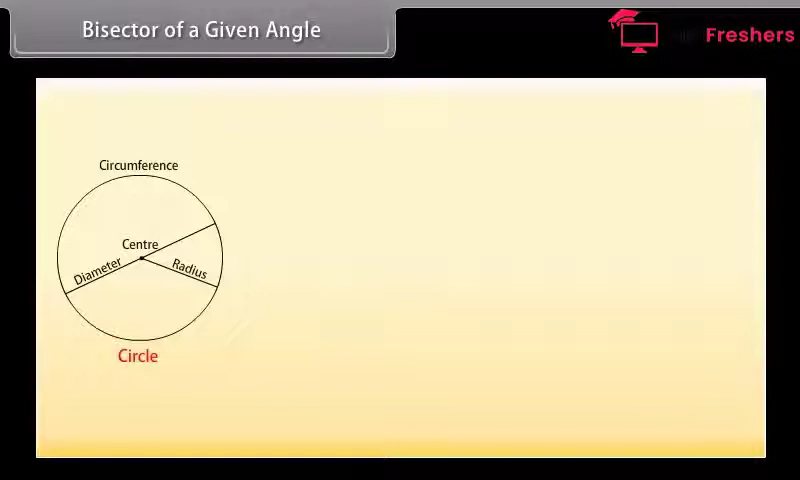 Bisector of a Given Angle
Freshers
Circumference
Centre
Diameter
Radius
Circle